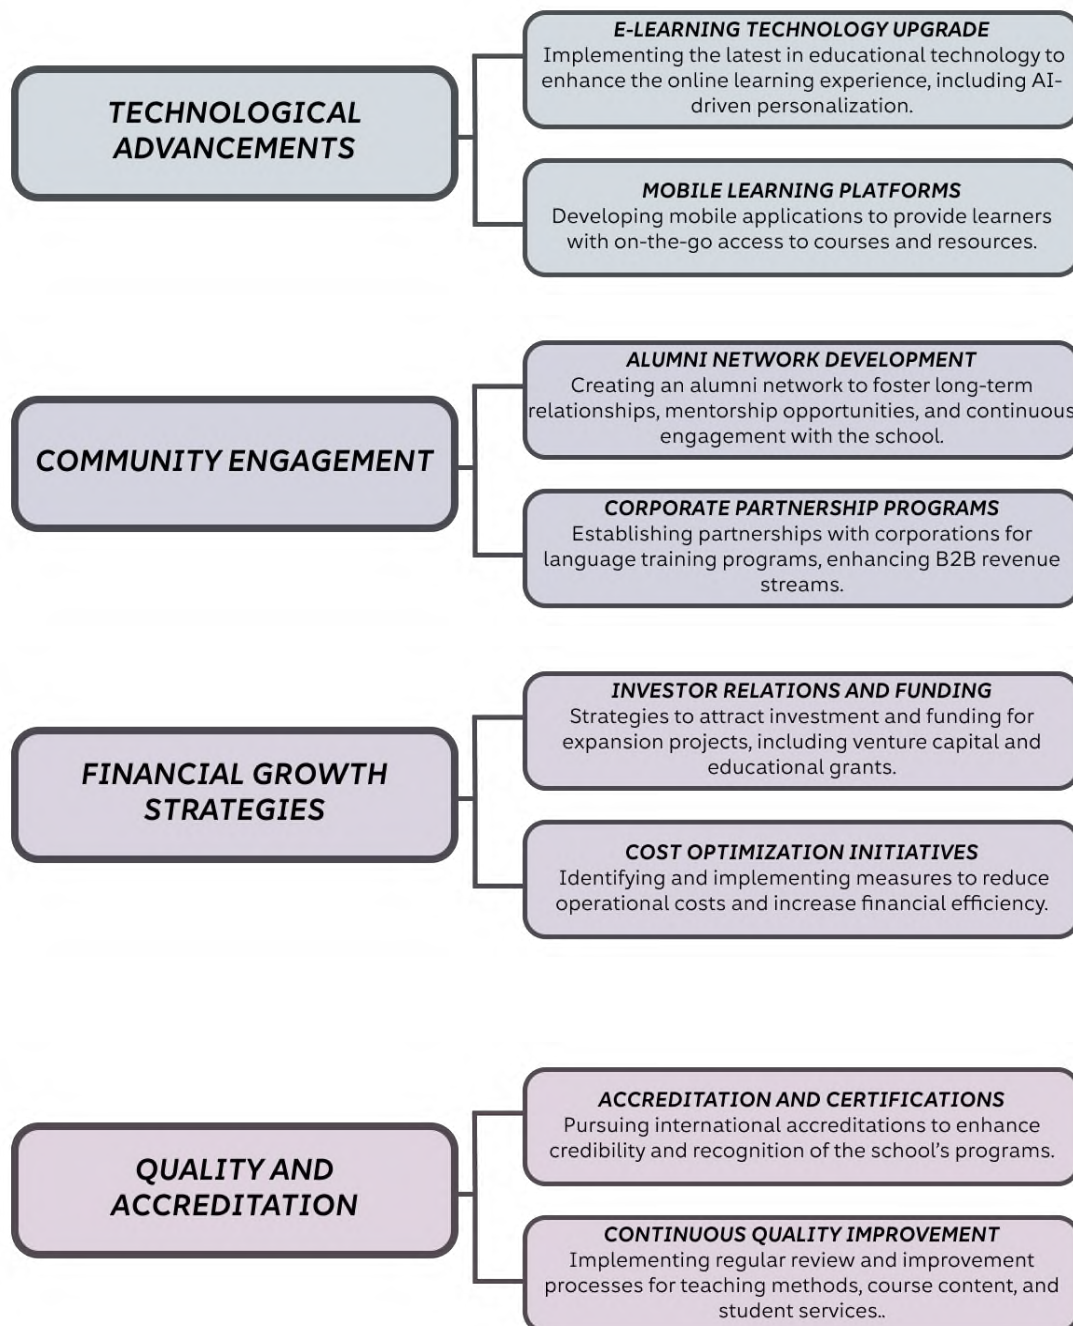 TECHNOLOGICAL
ADVANCEMENTS
E-LEARNING TECHNOLOGY UPGRADE
Implementing the latest in educational technology to
enhance the online learning experience, including AI-
driven personalization.
MOBILE LEARNING PLATFORMS
Developing mobile applications to provide learners
with on-the-go access to courses and resources.
COMMUNITY ENGAGEMENT
ALUMNI NETWORK DEVELOPMENT
Creating an alumni network to foster long-term
relationships, mentorship opportunities, and continuous
engagement with the school.
CORPORATE PARTNERSHIP PROGRAMS
Establishing partnerships with corporations for
language training programs, enhancing B2B revenue
streams.
FINANCIAL GROWTH
STRATEGIES
INVESTOR RELATIONS AND FUNDING
Strategies to attract investment and funding for
expansion projects, including venture capital and
educational grants.
COST OPTIMIZATION INITIATIVES
Identifying and implementing measures to reduce
operational costs and increase financial efficiency.
QUALITY AND
ACCREDITATION
ACCREDITATION AND CERTIFICATIONS
Pursuing international accreditations to enhance
credibility and recognition of the school’s programs.
CONTINUOUS QUALITY IMPROVEMENT
Implementing regular review and improvement
processes for teaching methods, course content, and
student services..